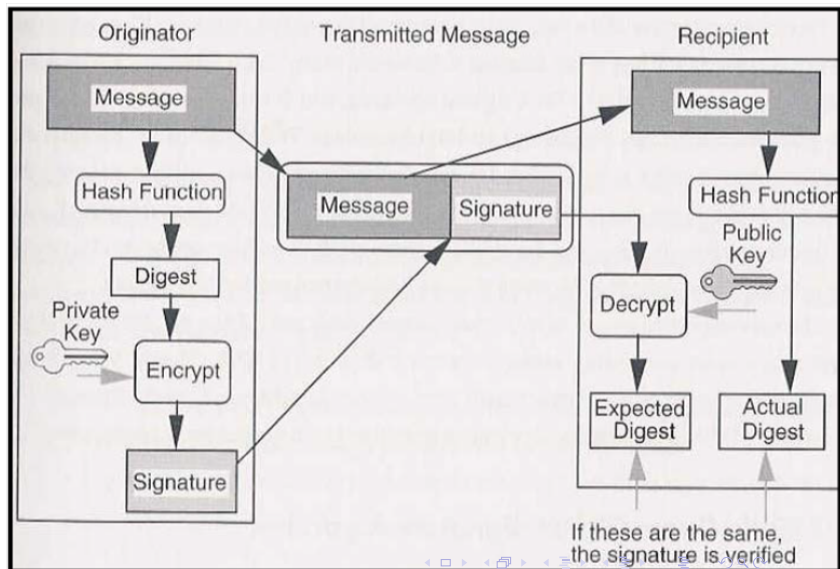 Originator
Transmitted Message
Recipient
Message
Hash Function
Digest
Private
Key
Encrypt
Signature
Message
Signature
Message
Hash Function
Public
Key
Decrypt
Expected
Digest
Actual
Digest
If these are the same,
the signature is verified